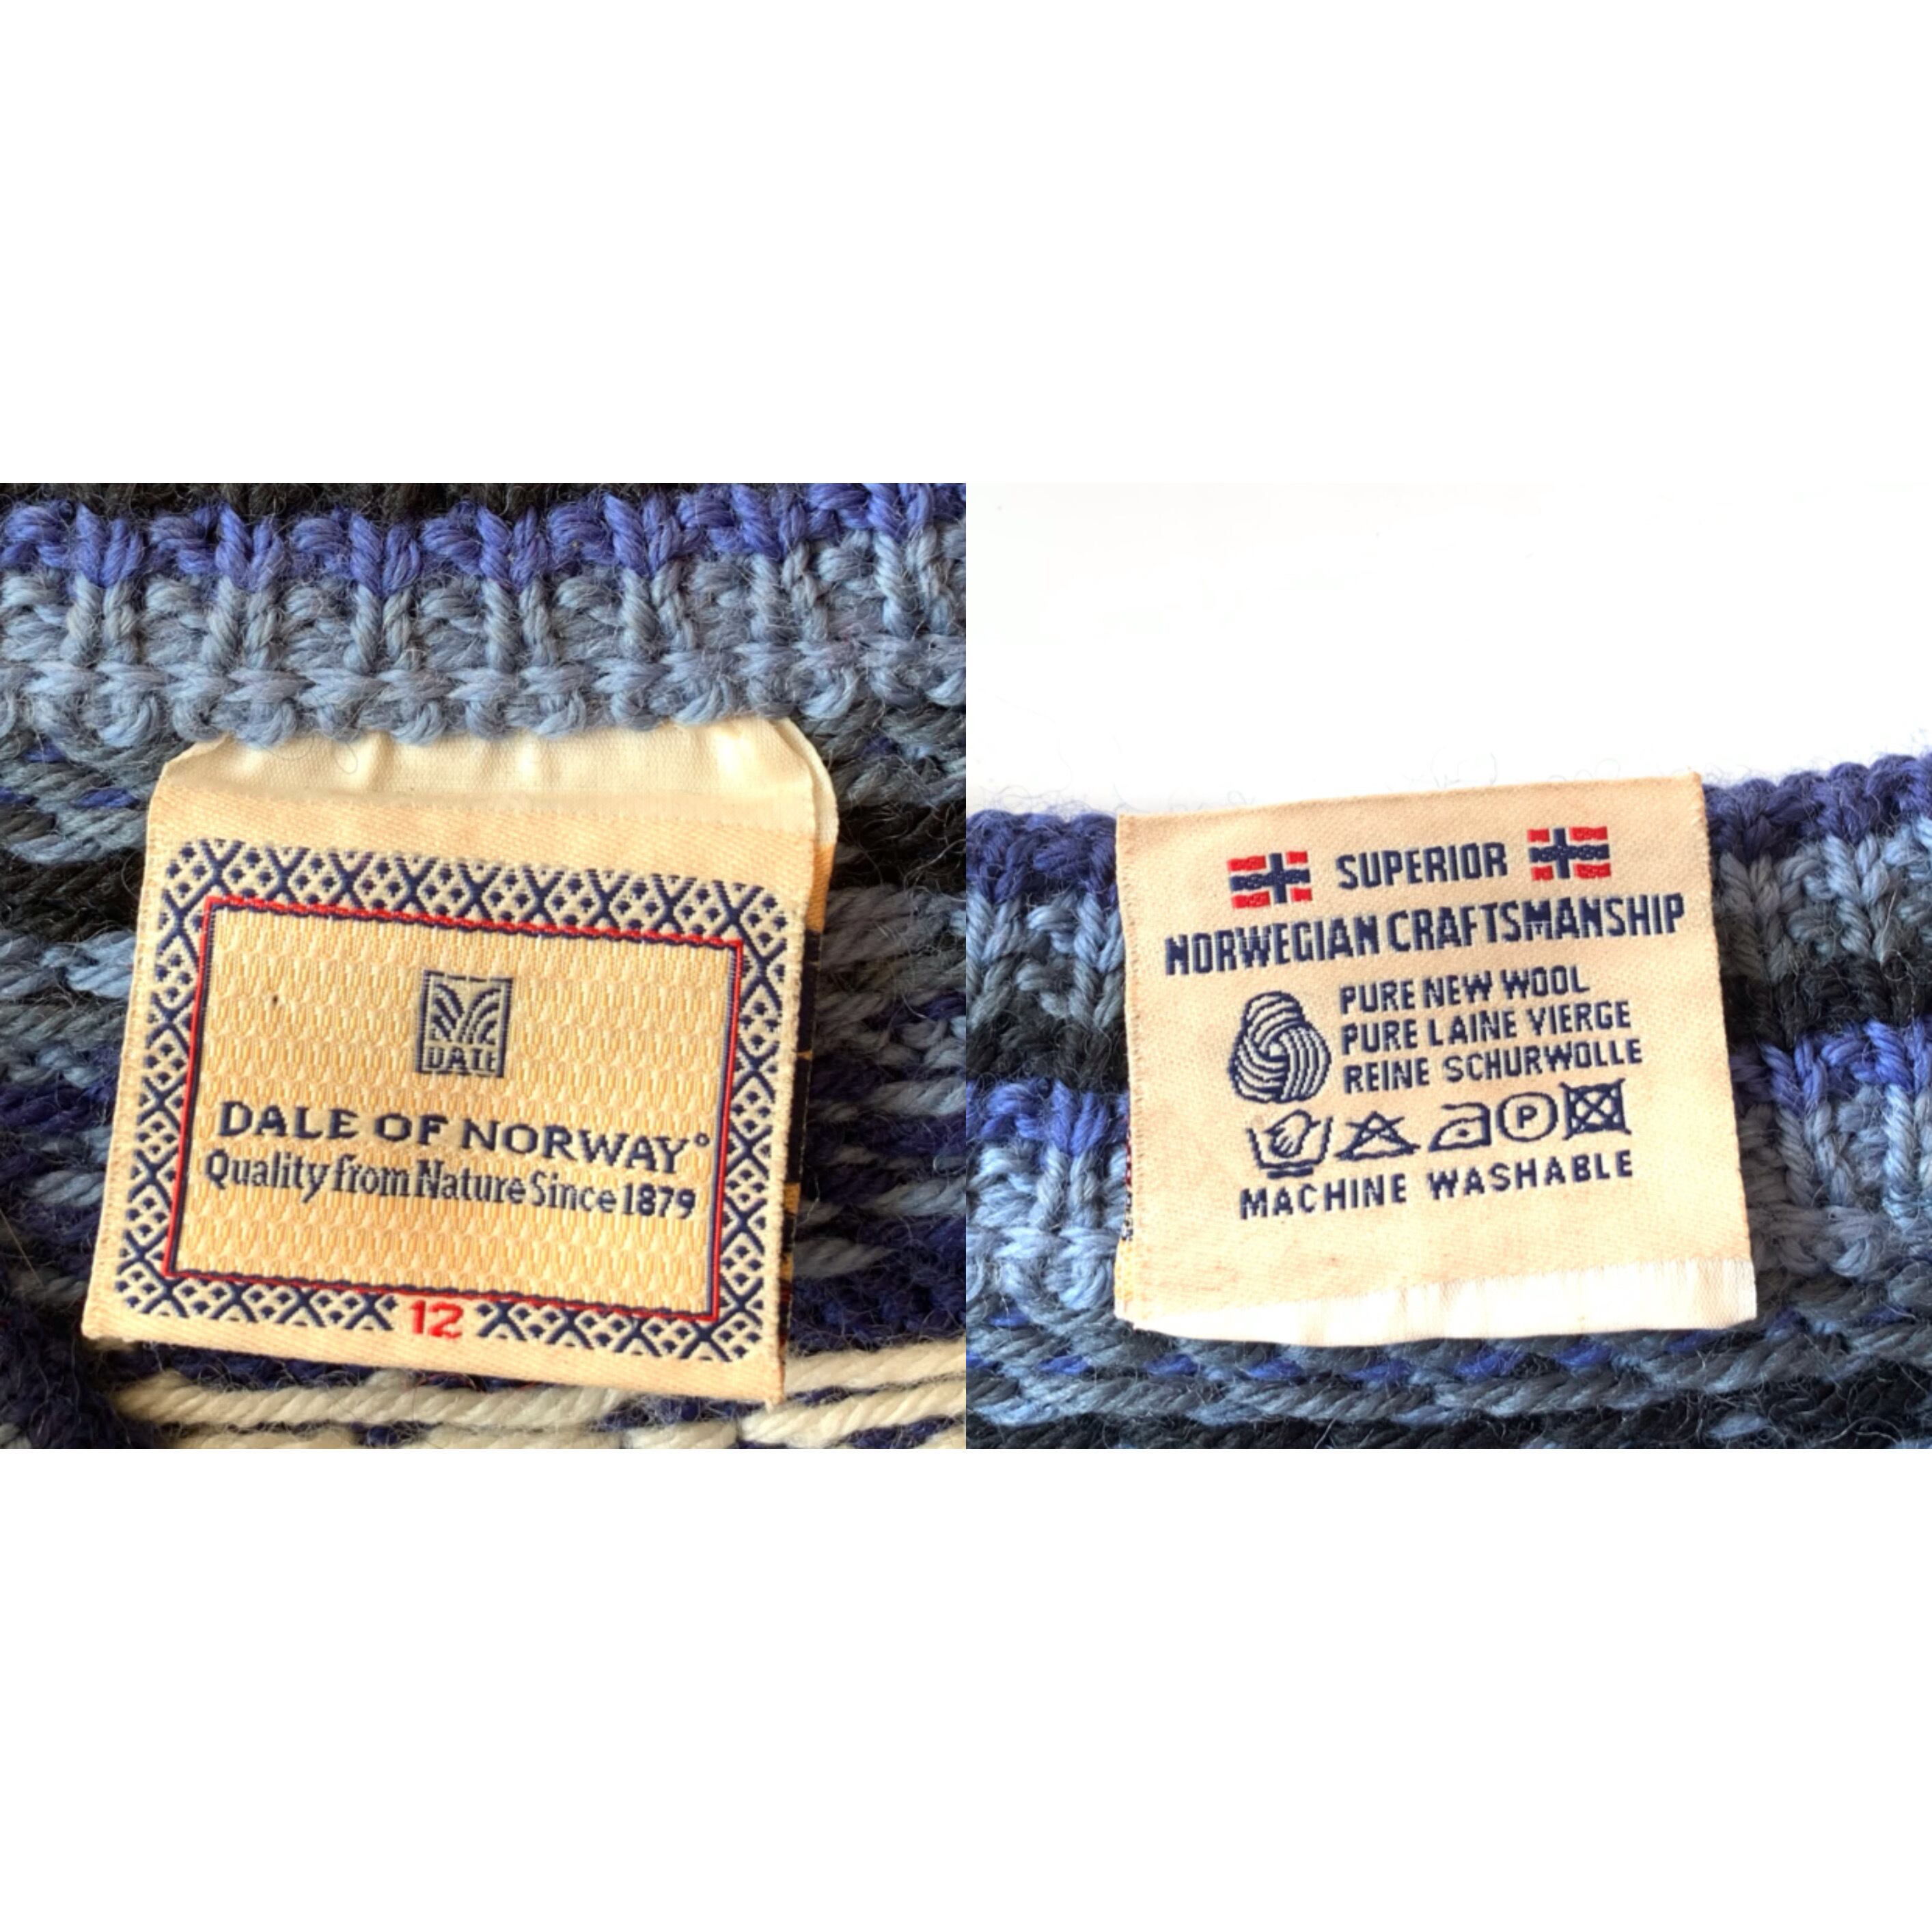 DALE
DALE OF NORWAY®
Quality from Nature Since 1879
12
SUPERIOR
NORWEGIAN CRAFTSMANSHIP
PURE NEW WOOL
PURE LAINE VIERGE
REINE SCHURWOLLE
P
MACHINE WASHABLE